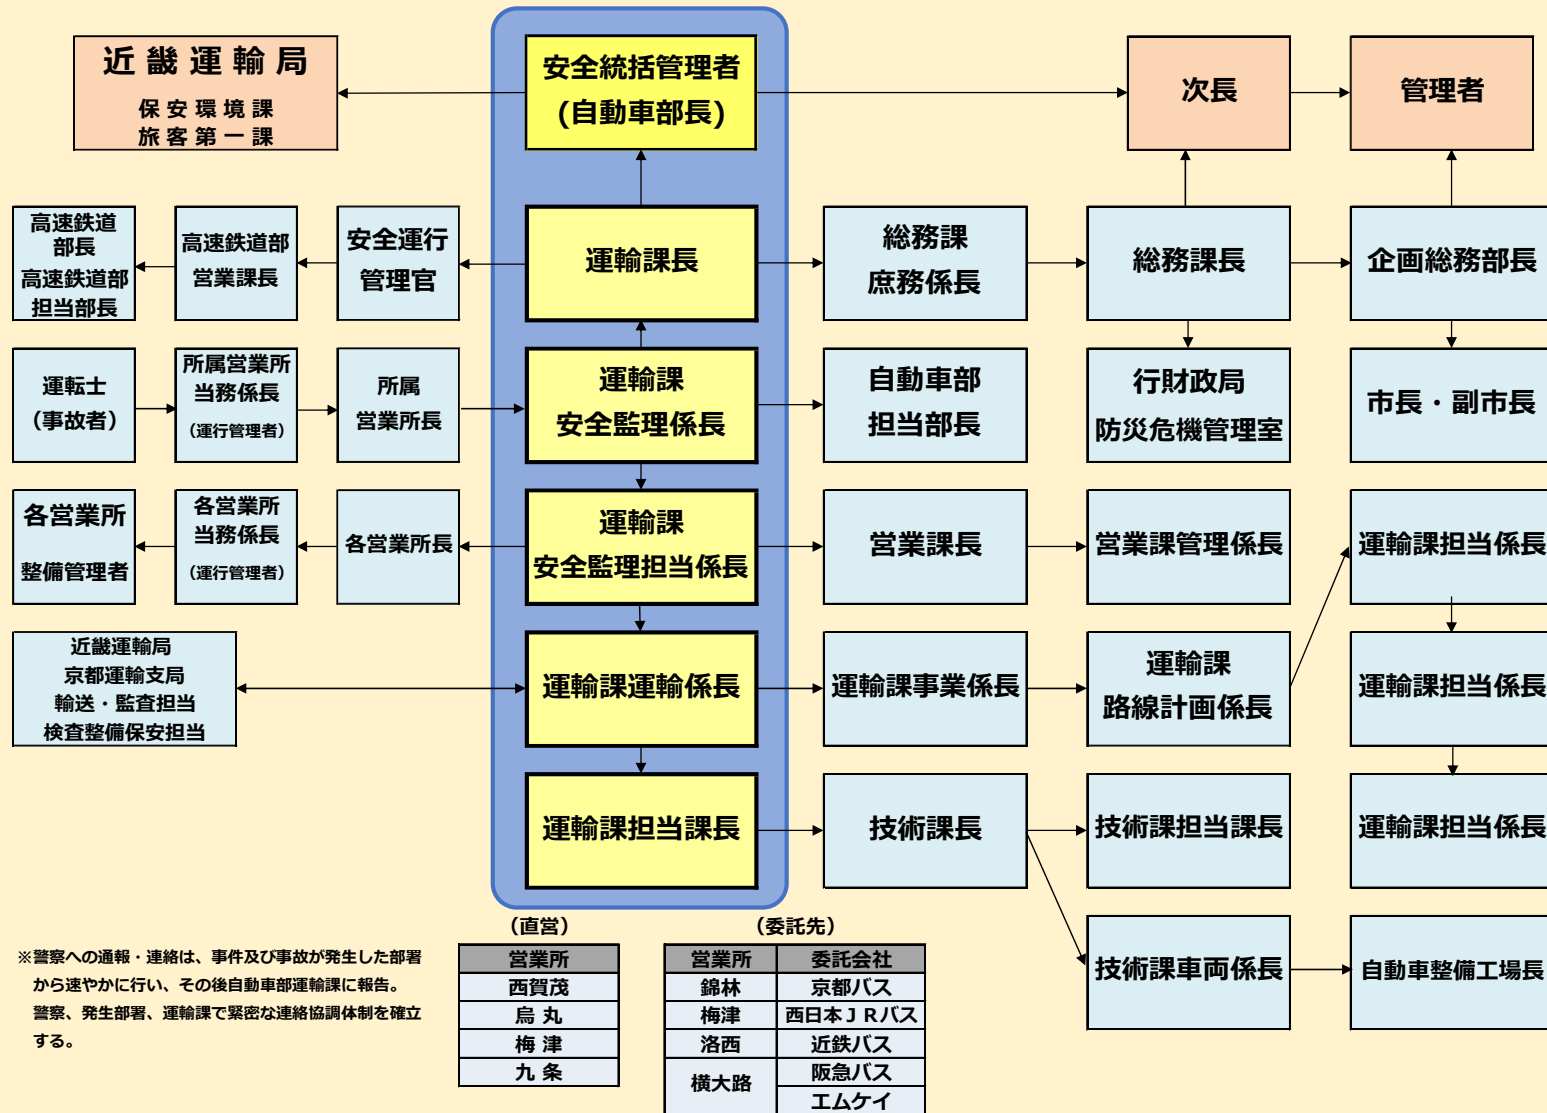 近畿運輸局
保安環境課
旅客第一課
安全統括管理者
(自動車部長)
次長
管理者
高速鉄道
部長
高速鉄道部
担当部長
高速鉄道部
営業課長
安全運行
管理官
運輸課長
総務課
庶務係長
総務課長
企画総務部長
運転士
（事故者）
所属営業所
当務係長
（運行管理者）
所属
営業所長
運輸課
安全監理係長
自動車部
担当部長
行財政局
防災危機管理室
市長・副市長
各営業所
整備管理者
各営業所
当務係長
（運行管理者）
各営業所長
運輸課
安全監理担当係長
営業課長
営業課管理係長
運輸課担当係長
近畿運輸局
京都運輸支局
輸送・監査担当
検査整備保安担当
運輸課運輸係長
運輸課事業係長
運輸課
路線計画係長
運輸課担当係長
運輸課担当課長
技術課長
技術課担当課長
運輸課担当係長
技術課車両係長
自動車整備工場長
※警察への通報・連絡は、事件及び事故が発生した部署
から速やかに行い、その後自動車部運輸課に報告。
警察、発生部署、運輸課で緊密な連絡協調体制を確立
する。
（直営）
営業所
西賀茂
烏丸
梅津
九条
（委託先）
営業所 委託会社
錦林 京都バス
梅津 西日本ＪＲバス
洛西 近鉄バス
横大路 阪急バス
エムケイ